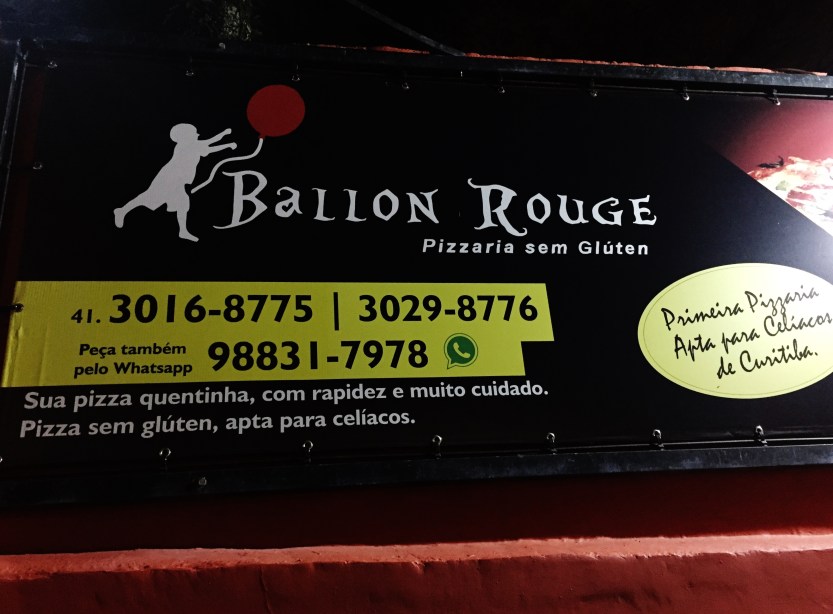 Ballon Rouge
Pizzaria sem Glúten
41. 3016-8775 | 3029-8776
Peça também
pelo Whatsapp 98831-7978
Sua pizza quentinha, com rapidez e muito cuidado.
Pizza sem glúten, apta para celíacos.
Primeira Pizzaria
Apta para Celíacos
de Curitiba.